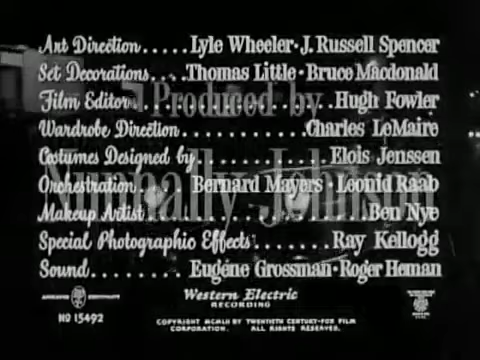 Art Direction.....Lyle Wheeler·J. Russell Spencer
Set Decorations.....Thomas Little·Bruce Macdonald
Film Editor....................Hugh Fowler
Produced by
Wardrobe Direction.............Charles LeMaire
Costumes Designed by.............Elois Jenssen
Nunnally Johnson
Orchestration.....Bernard Mayers·Leonid Raab
Makeup Artist......................Ben Nye
Special Photographic Effects.......Ray Kellogg
Sound.......Eugene Grossman·Roger Heman
Western Electric
RECORDING
NO 15492
COPYRIGHT MCMLII BY TWENTIETH CENTURY-FOX FILM
CORPORATION. ALL RIGHTS RESERVED.